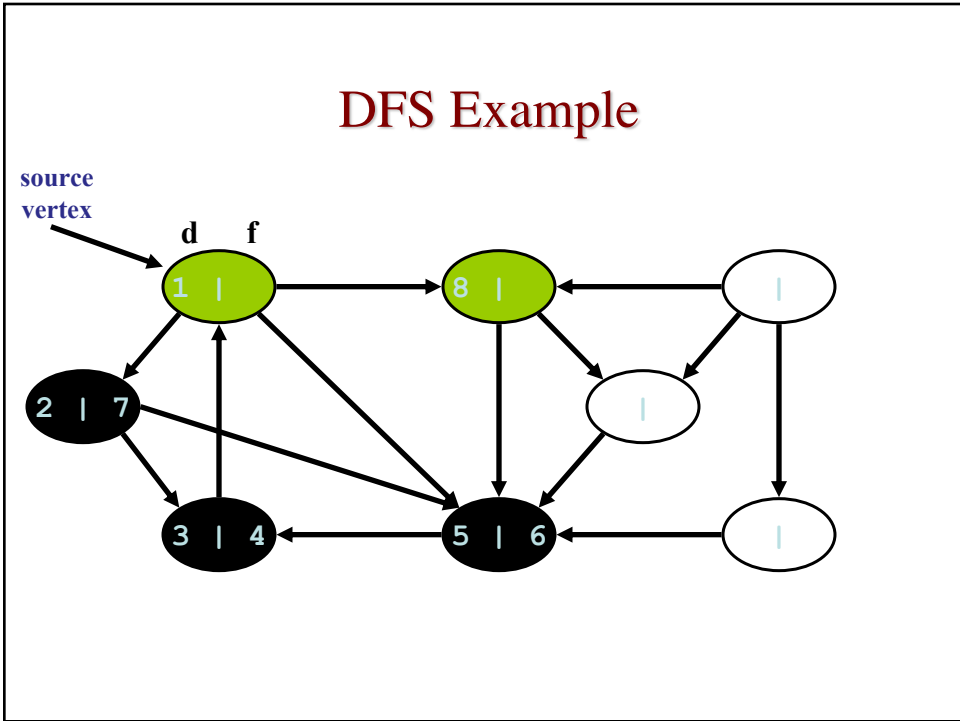 DFS Example
source
vertex
d f
1 |
8 |
|
2 | 7
|
3 | 4
5 | 6
|